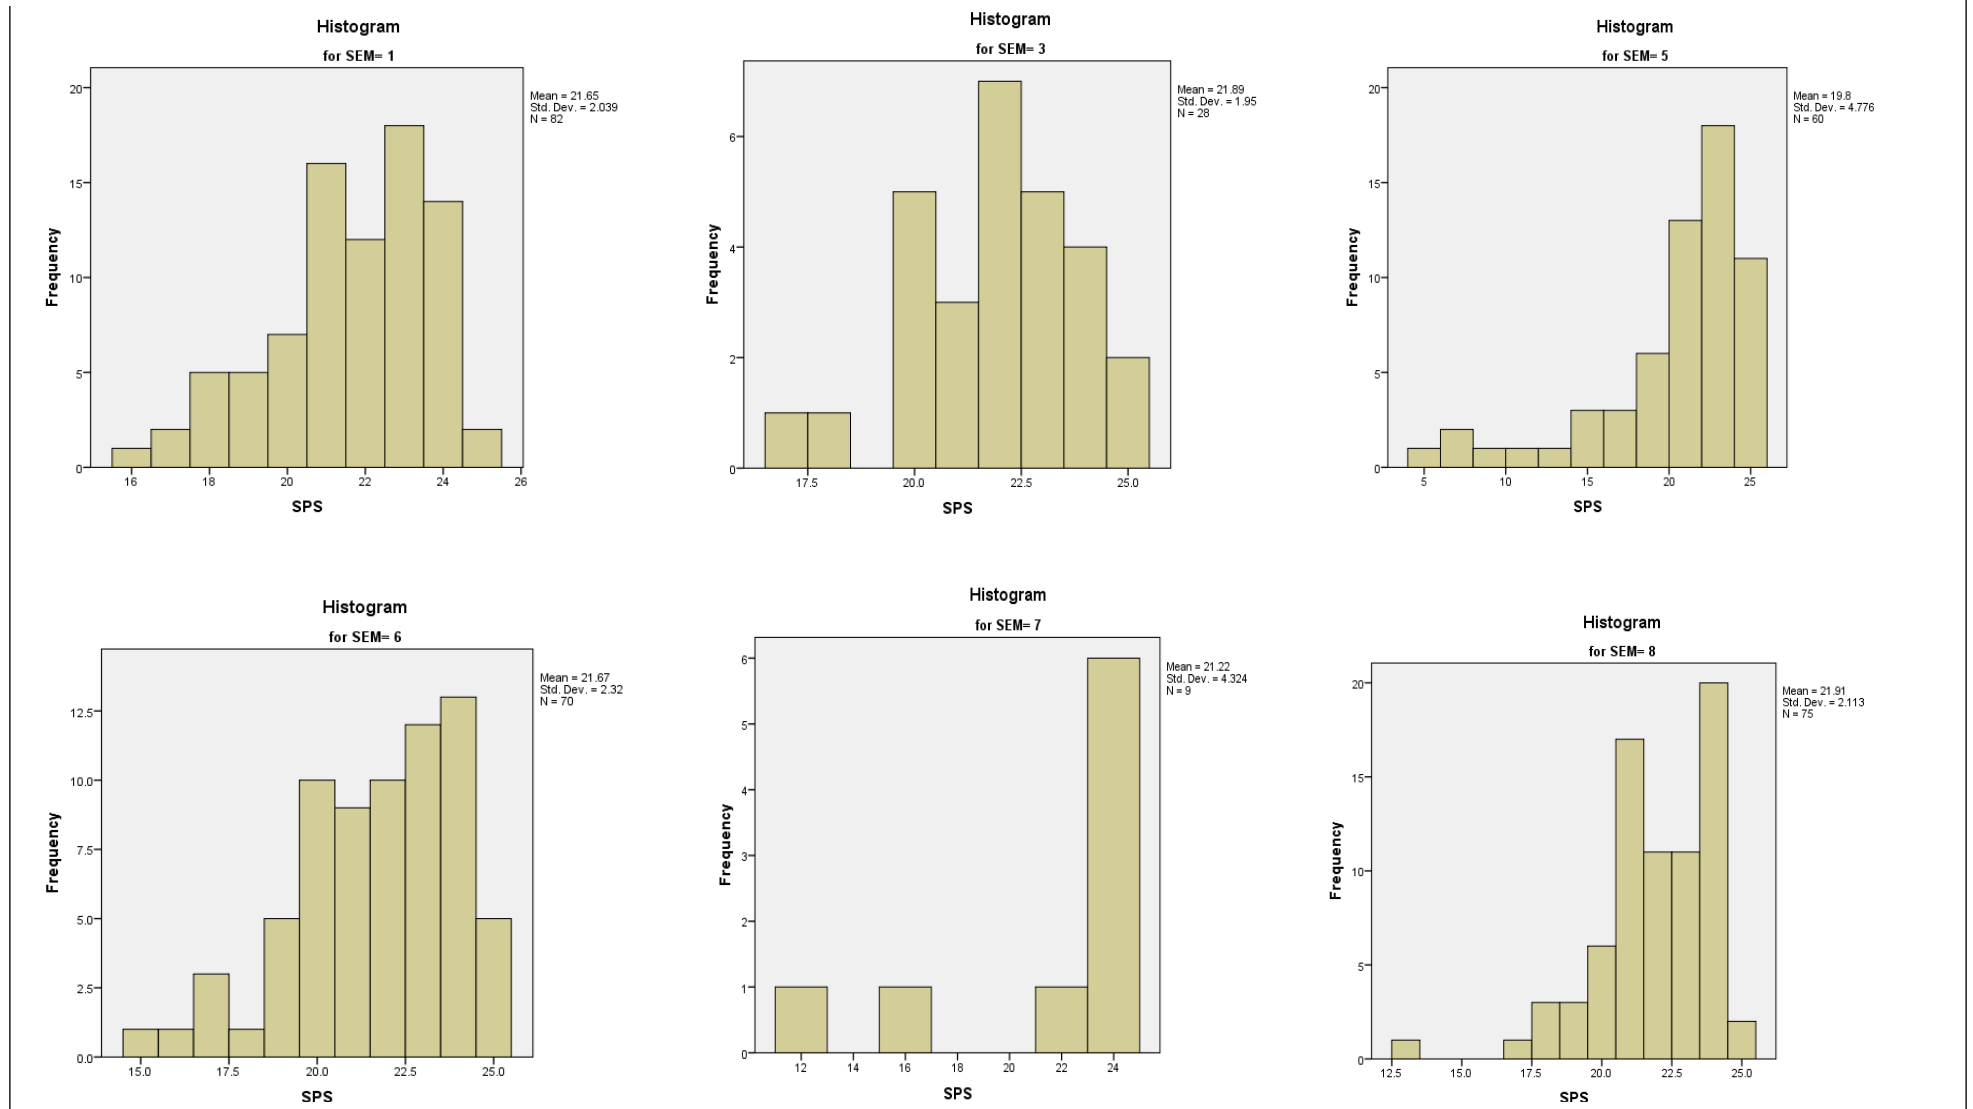 Histogram
for SEM= 1
20
15
10
5
0
Frequency
16 18 20 22 24 26
SPS
Mean = 21.65
Std. Dev. = 2.039
N = 82
Histogram
for SEM= 3
6
4
2
0
Frequency
17.5 20.0 22.5 25.0
SPS
Mean = 21.89
Std. Dev. = 1.95
N = 28
Histogram
for SEM= 5
20
15
10
5
0
Frequency
5 10 15 20 25
SPS
Mean = 19.8
Std. Dev. = 4.776
N = 60
Histogram
for SEM= 6
12.5
10.0
7.5
5.0
2.5
0.0
Frequency
15.0 17.5 20.0 22.5 25.0
SPS
Mean = 21.67
Std. Dev. = 2.32
N = 70
Histogram
for SEM= 7
6
5
4
3
2
1
0
Frequency
12 14 16 18 20 22 24
SPS
Mean = 21.22
Std. Dev. = 4.324
N = 9
Histogram
for SEM= 8
20
15
10
5
0
Frequency
12.5 15.0 17.5 20.0 22.5 25.0
SPS
Mean = 21.91
Std. Dev. = 2.113
N = 75